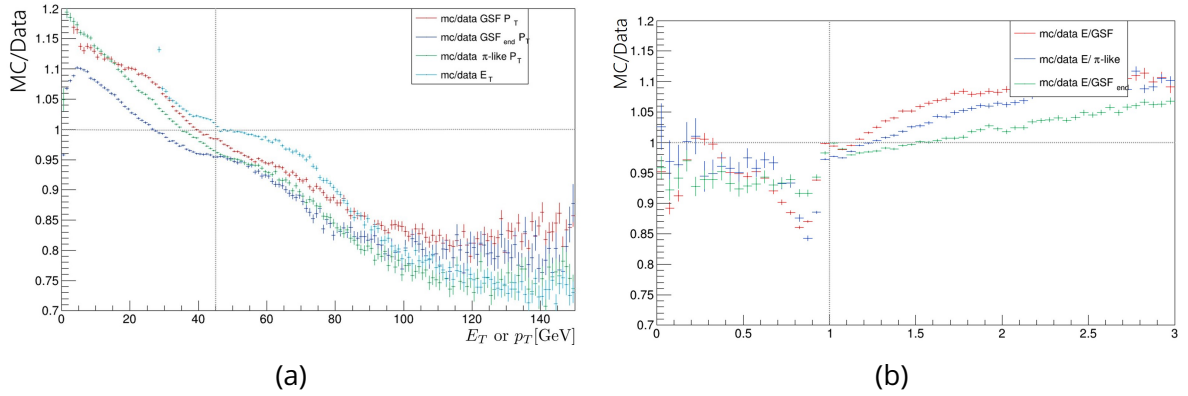 MC/Data
1.2
1.15
1.1
1.05
1
0.95
0.9
0.85
0.8
0.75
0.7
mc/data GSF P_T
mc/data GSF_end P_T
mc/data π-like P_T
mc/data E_T
0 20 40 60 80 100 120 140
E_T or p_T[GeV]
(a)
MC/Data
1.2
1.15
1.1
1.05
1
0.95
0.9
0.85
0.8
0.75
0.7
mc/data E/GSF
mc/data E/ π-like
mc/data E/GSF_end
0 0.5 1 1.5 2 2.5 3
(b)